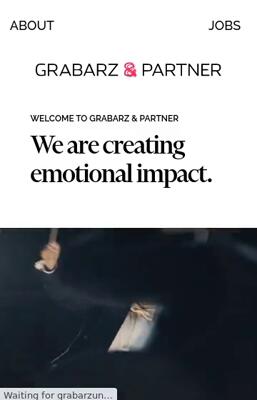 ABOUT
JOBS
GRABARZ & PARTNER
WELCOME TO GRABARZ & PARTNER
We are creating
emotional impact.
Waiting for grabarzun...